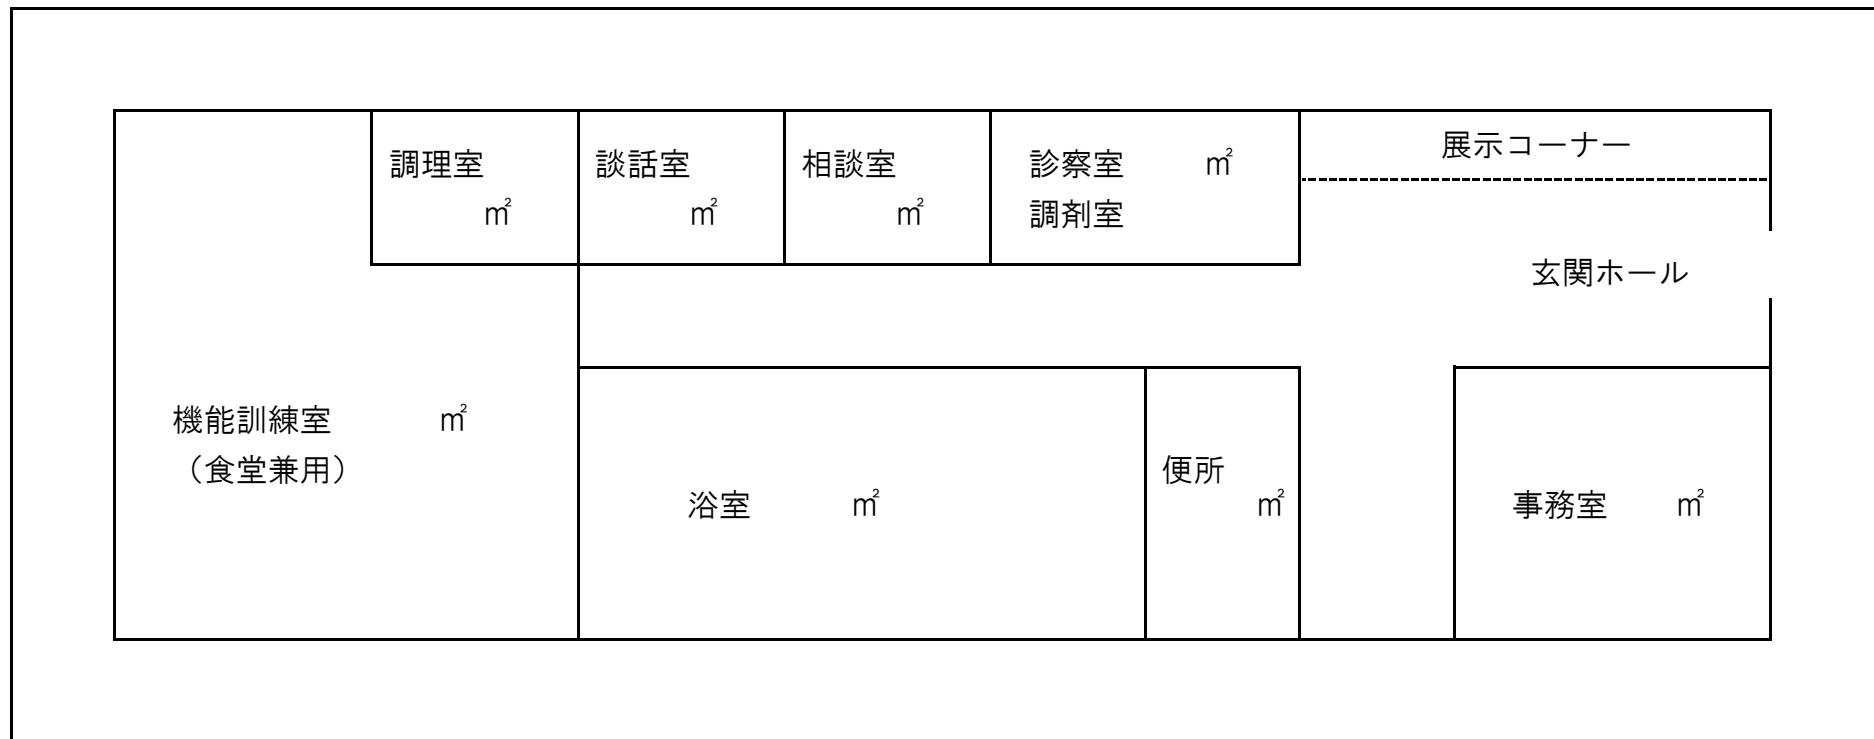 展示コーナー
調理室
㎡
談話室
㎡
相談室
㎡
診察室 ㎡
調剤室
玄関ホール
機能訓練室 ㎡
（食堂兼用）
浴室 ㎡
便所
㎡
事務室 ㎡